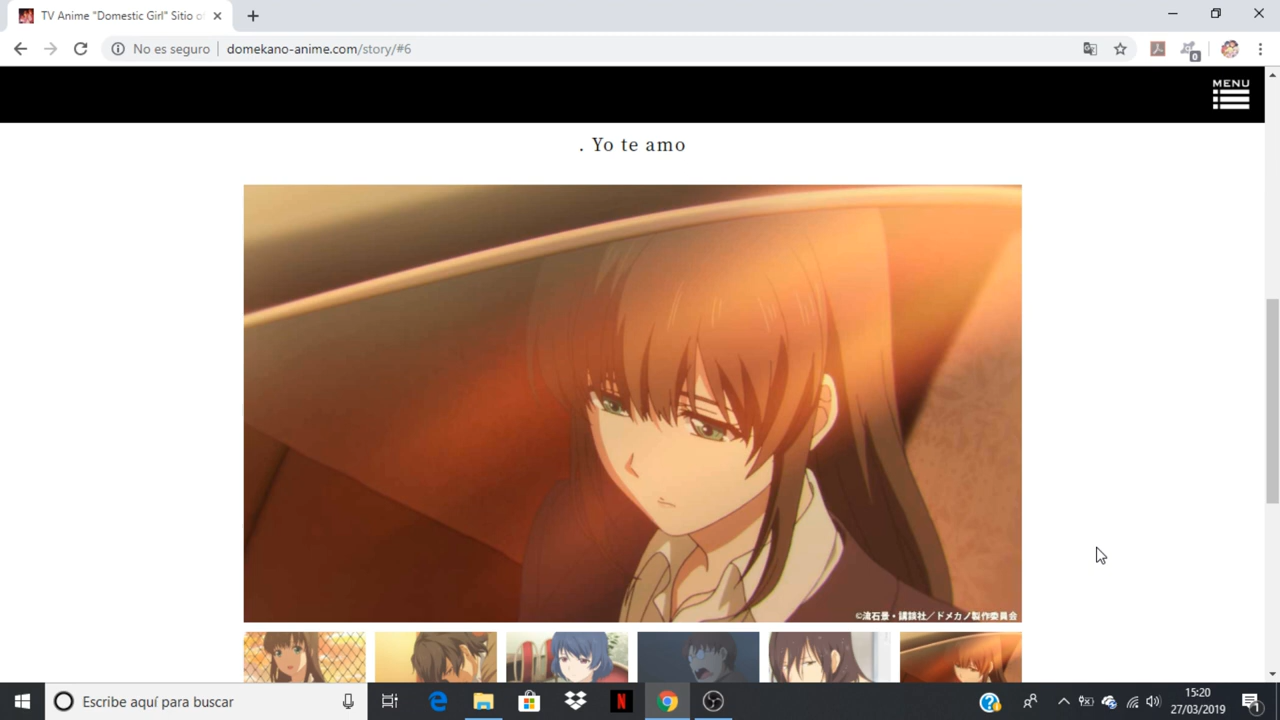 TV Anime "Domestic Girl" Sitio o
No es seguro
domekano-anime.com/story/#6
0
MENU
. Yo te amo
©流石景・講談社／ドメカノ製作委員会
Escribe aquí para buscar
15:20
27/03/2019
1